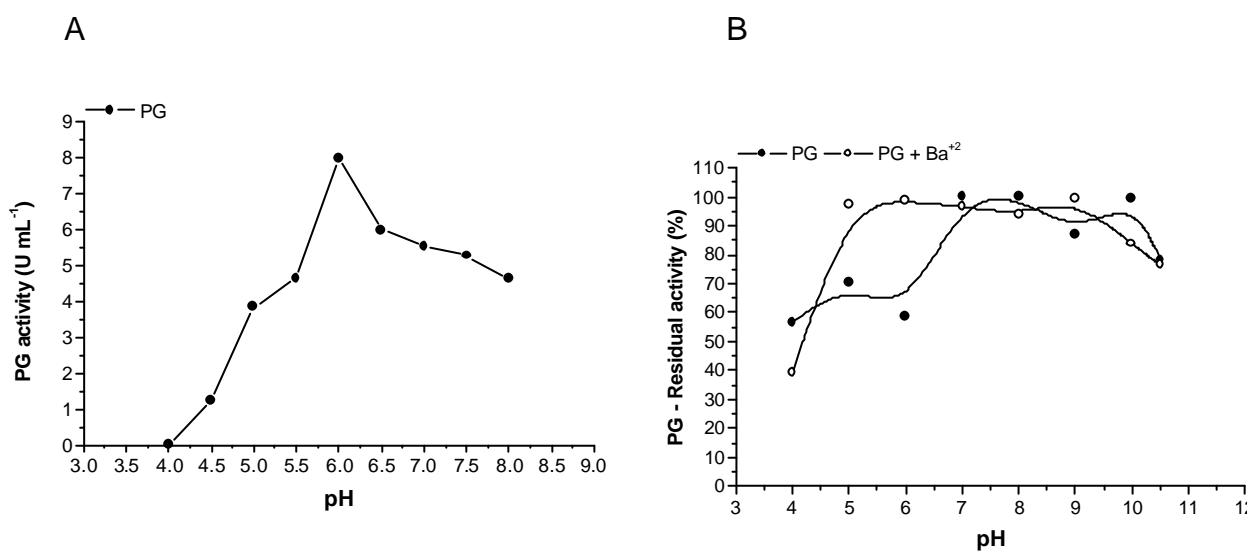 A
PG
PG activity (U mL⁻¹)
9
8
7
6
5
4
3
2
1
0
3.0 3.5 4.0 4.5 5.0 5.5 6.0 6.5 7.0 7.5 8.0 8.5 9.0
pH
B
PG PG + Ba⁺²
PG - Residual activity (%)
110
100
90
80
70
60
50
40
30
20
10
0
3 4 5 6 7 8 9 10 11 12
pH